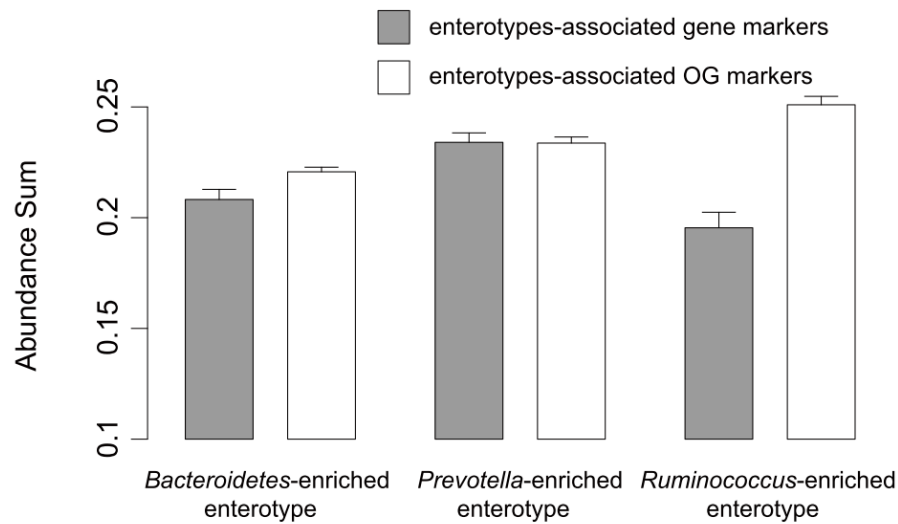 enterotypes-associated gene markers
enterotypes-associated OG markers
Abundance Sum
0.25
0.2
0.15
0.1
Bacteroidetes-enriched
enterotype
Prevotella-enriched
enterotype
Ruminococcus-enriched
enterotype